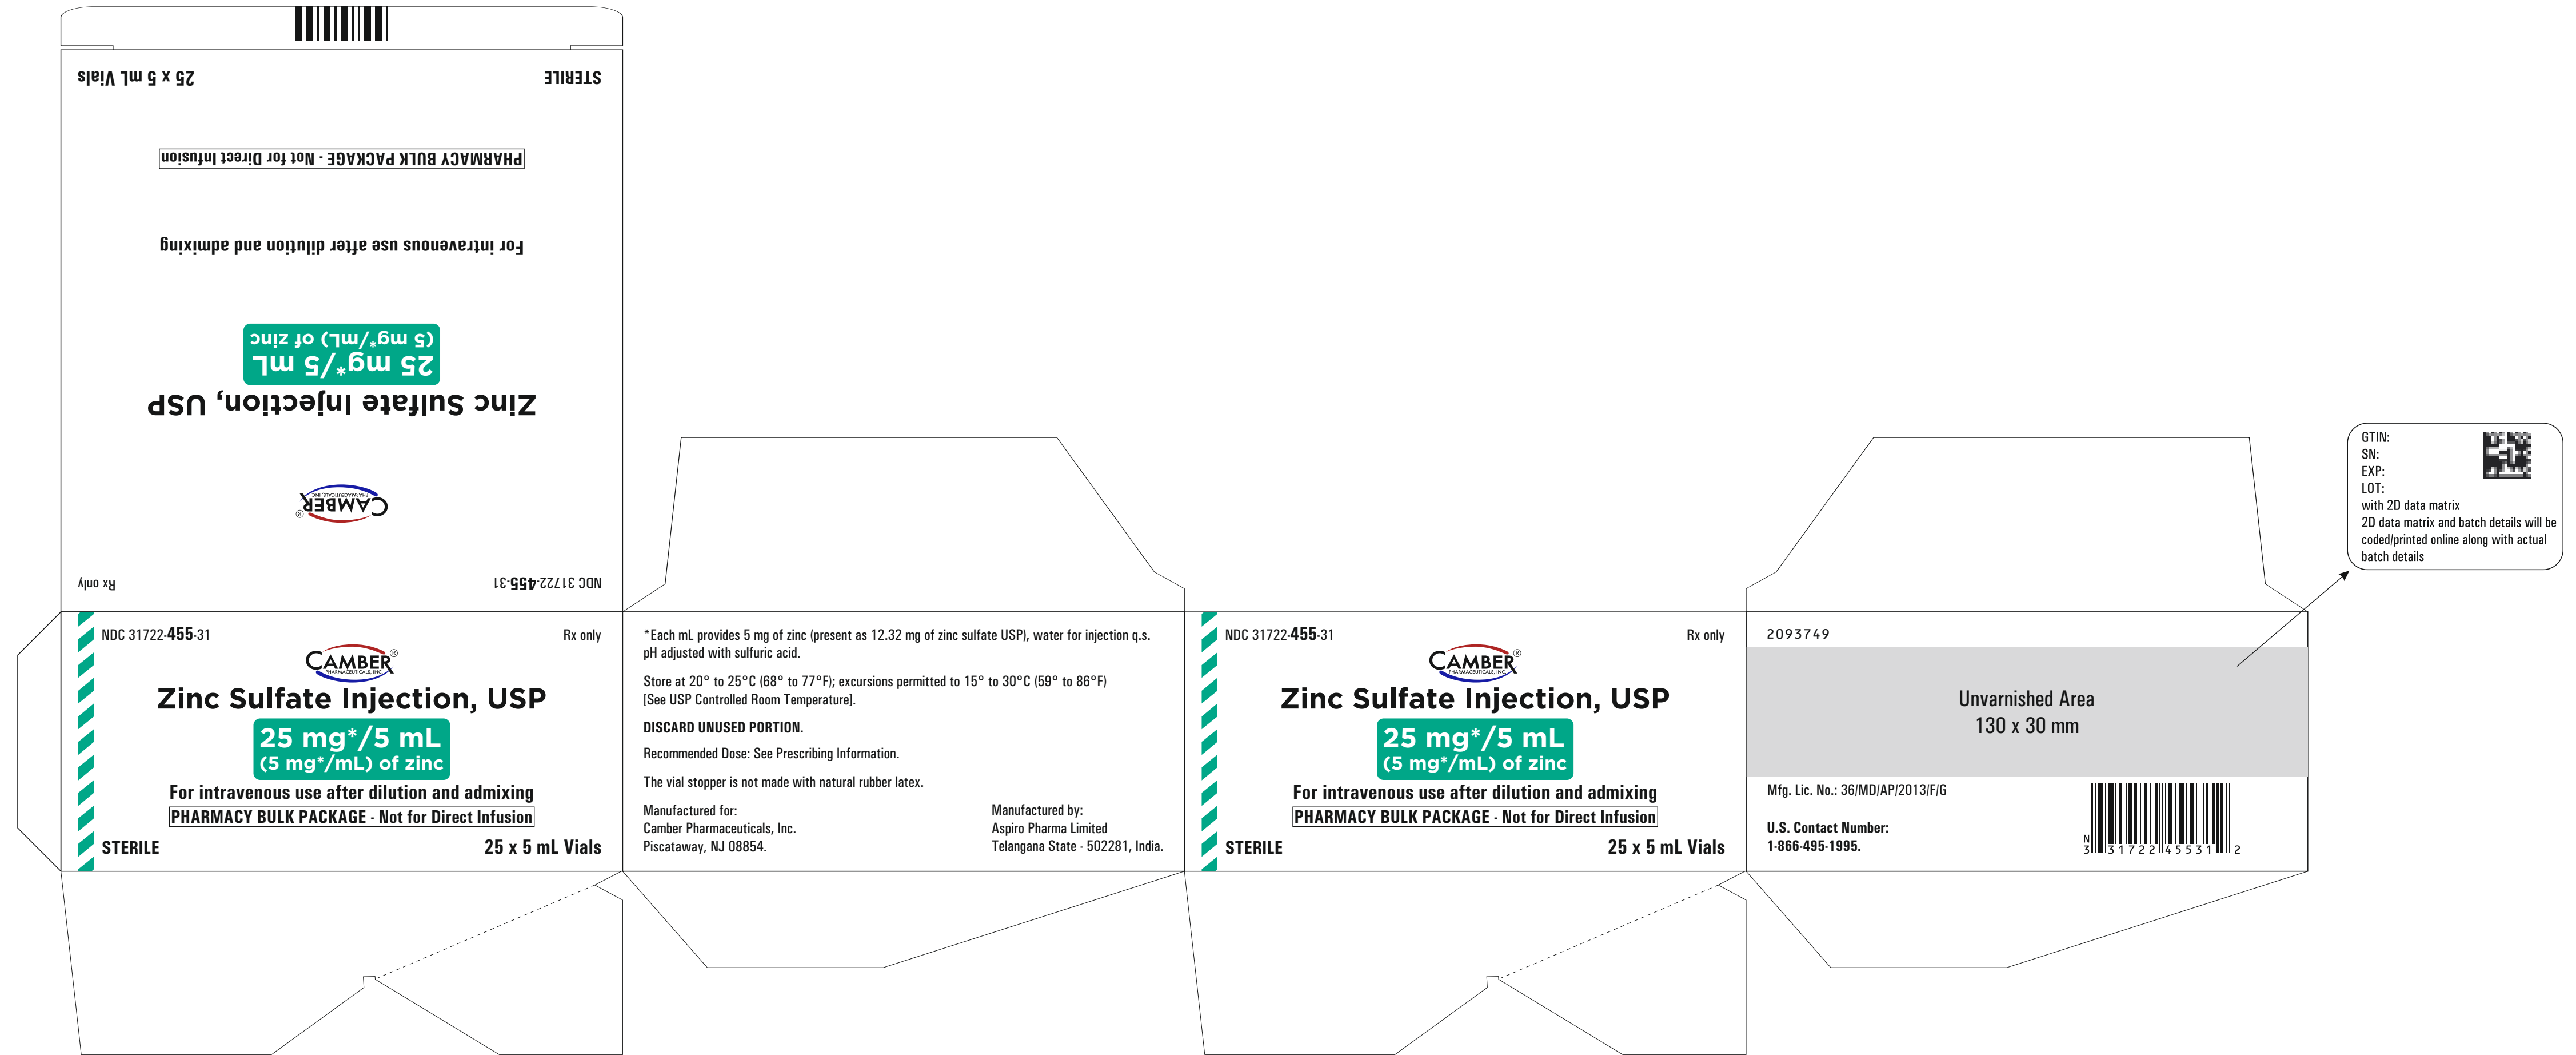 25 x 5 mL Vials
STERILE
PHARMACY BULK PACKAGE - Not for Direct Infusion
For intravenous use after dilution and admixing
(5 mg*/mL) of zinc
25 mg*/5 mL
Zinc Sulfate Injection, USP
CAMBER®
PHARMACEUTICALS, INC.
Rx only
NDC 31722-455-31
NDC 31722-455-31
Rx only
CAMBER®
PHARMACEUTICALS, INC.
Zinc Sulfate Injection, USP
25 mg*/5 mL
(5 mg*/mL) of zinc
For intravenous use after dilution and admixing
PHARMACY BULK PACKAGE - Not for Direct Infusion
STERILE
25 x 5 mL Vials
*Each mL provides 5 mg of zinc (present as 12.32 mg of zinc sulfate USP), water for injection q.s.
pH adjusted with sulfuric acid.
Store at 20° to 25°C (68° to 77°F); excursions permitted to 15° to 30°C (59° to 86°F)
[See USP Controlled Room Temperature].
DISCARD UNUSED PORTION.
Recommended Dose: See Prescribing Information.
The vial stopper is not made with natural rubber latex.
Manufactured for:
Camber Pharmaceuticals, Inc.
Piscataway, NJ 08854.
Manufactured by:
Aspiro Pharma Limited
Telangana State - 502281, India.
NDC 31722-455-31
Rx only
CAMBER®
PHARMACEUTICALS, INC.
Zinc Sulfate Injection, USP
25 mg*/5 mL
(5 mg*/mL) of zinc
For intravenous use after dilution and admixing
PHARMACY BULK PACKAGE - Not for Direct Infusion
STERILE
25 x 5 mL Vials
2093749
Unvarnished Area
130 x 30 mm
Mfg. Lic. No.: 36/MD/AP/2013/F/G
U.S. Contact Number:
1-866-495-1995.
N
3 31722 45531 2
GTIN:
SN:
EXP:
LOT:
with 2D data matrix
2D data matrix and batch details will be
coded/printed online along with actual
batch details